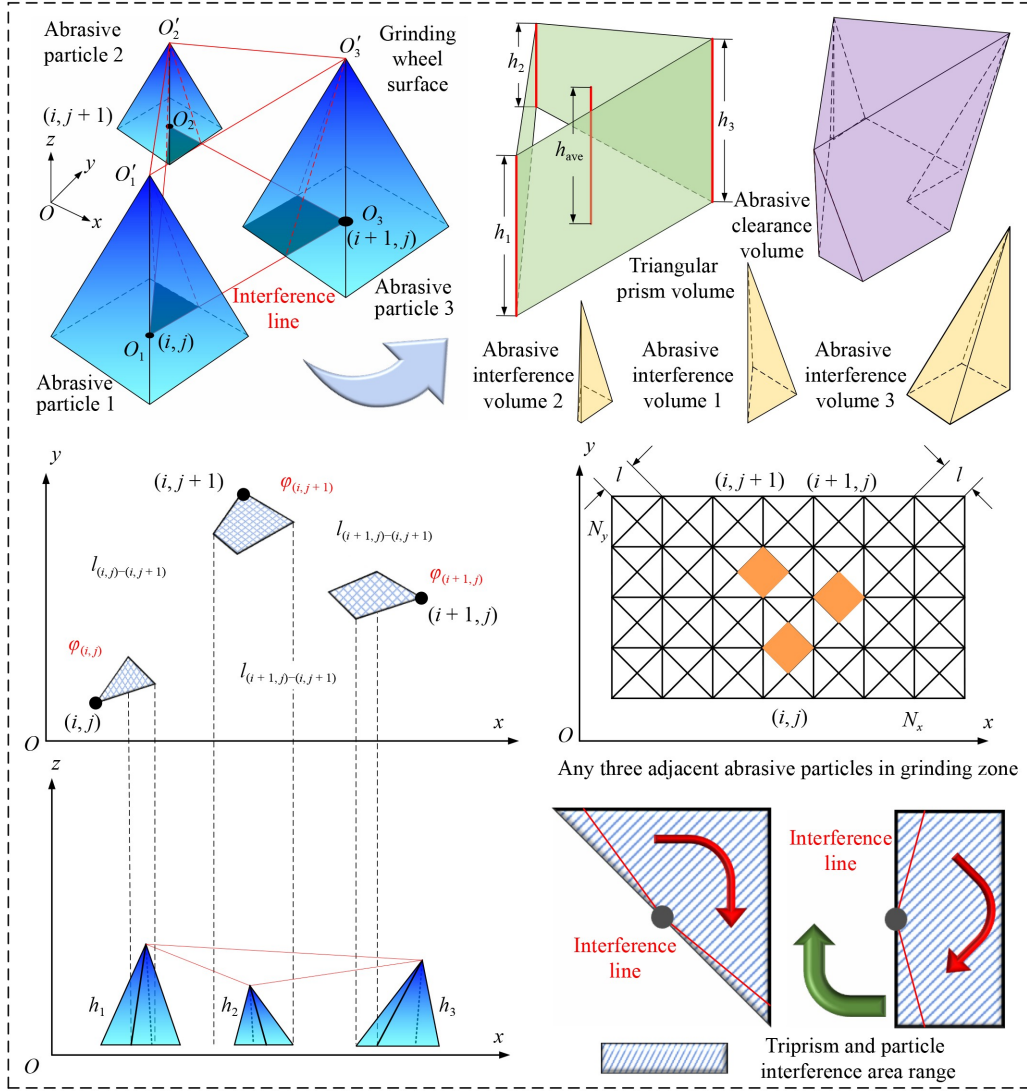 Abrasive
particle 2
O′₂
O′₃
Grinding
wheel
surface
(i, j + 1)
O₂
z
y
O
x
O′₁
O₃
(i + 1, j)
Interference
line
Abrasive
particle 3
O₁
(i, j)
Abrasive
particle 1
h₂
h₃
h_ave
h₁
Triangular
prism volume
Abrasive
clearance
volume
Abrasive
interference
volume 2
Abrasive
interference
volume 1
Abrasive
interference
volume 3
y
(i, j + 1)
φ(i, j+1)
l(i+1, j)−(i, j+1)
l(i, j)−(i, j+1)
φ(i+1, j)
(i + 1, j)
φ(i, j)
l(i+1, j)−(i, j+1)
(i, j)
O
x
y
l
(i, j + 1)
(i + 1, j)
l
N_y
(i, j)
N_x
O
x
Any three adjacent abrasive particles in grinding zone
z
h₁
h₂
h₃
O
x
Interference
line
Interference
line
Triprism and particle
interference area range